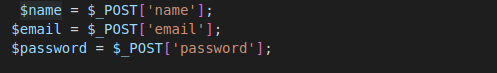 $name = $_POST['name'];
$email = $_POST['email'];
$password = $_POST['password'];